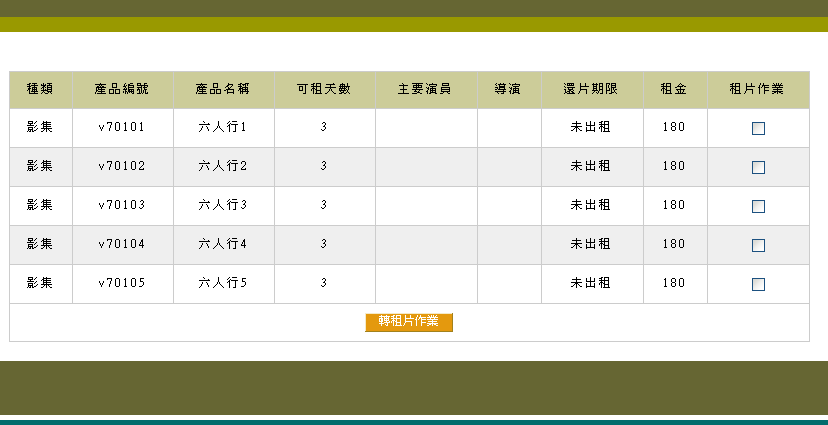 種類 產品編號 產品名稱 可租天數 主要演員 導演 還片期限 租金 租片作業
影集 v70101 六人行1 3 未出租 180
影集 v70102 六人行2 3 未出租 180
影集 v70103 六人行3 3 未出租 180
影集 v70104 六人行4 3 未出租 180
影集 v70105 六人行5 3 未出租 180
轉租片作業